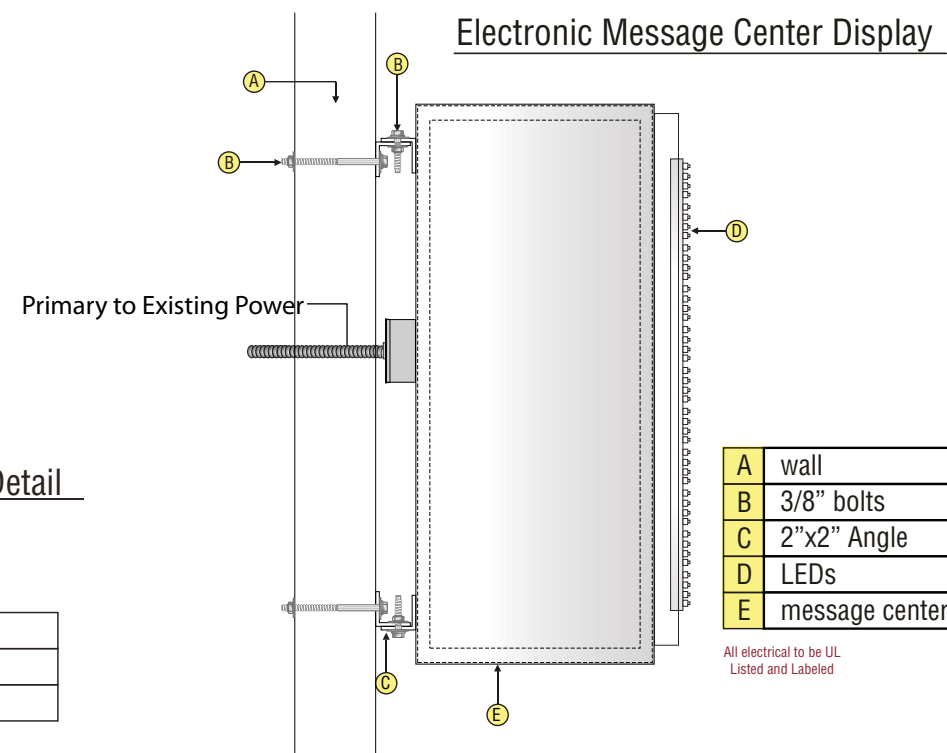 Electronic Message Center Display
B
A
B
D
Primary to Existing Power
Detail
A wall
B 3/8” bolts
C 2”x2” Angle
D LEDs
E message center
All electrical to be UL
Listed and Labeled
C
E